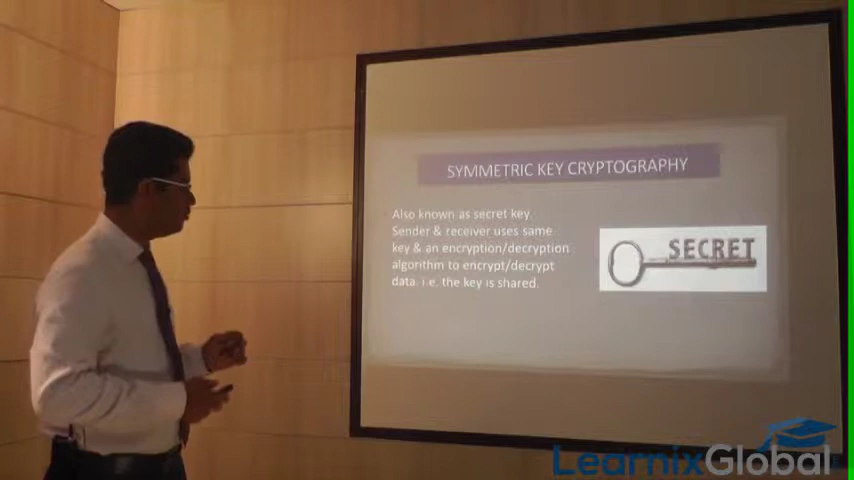 SYMMETRIC KEY CRYPTOGRAPHY
Also known as secret key.
Sender & receiver uses same
key & an encryption/decryption
algorithm to encrypt/decrypt
data. i.e. the key is shared.
SECRET
LearnixGlobal